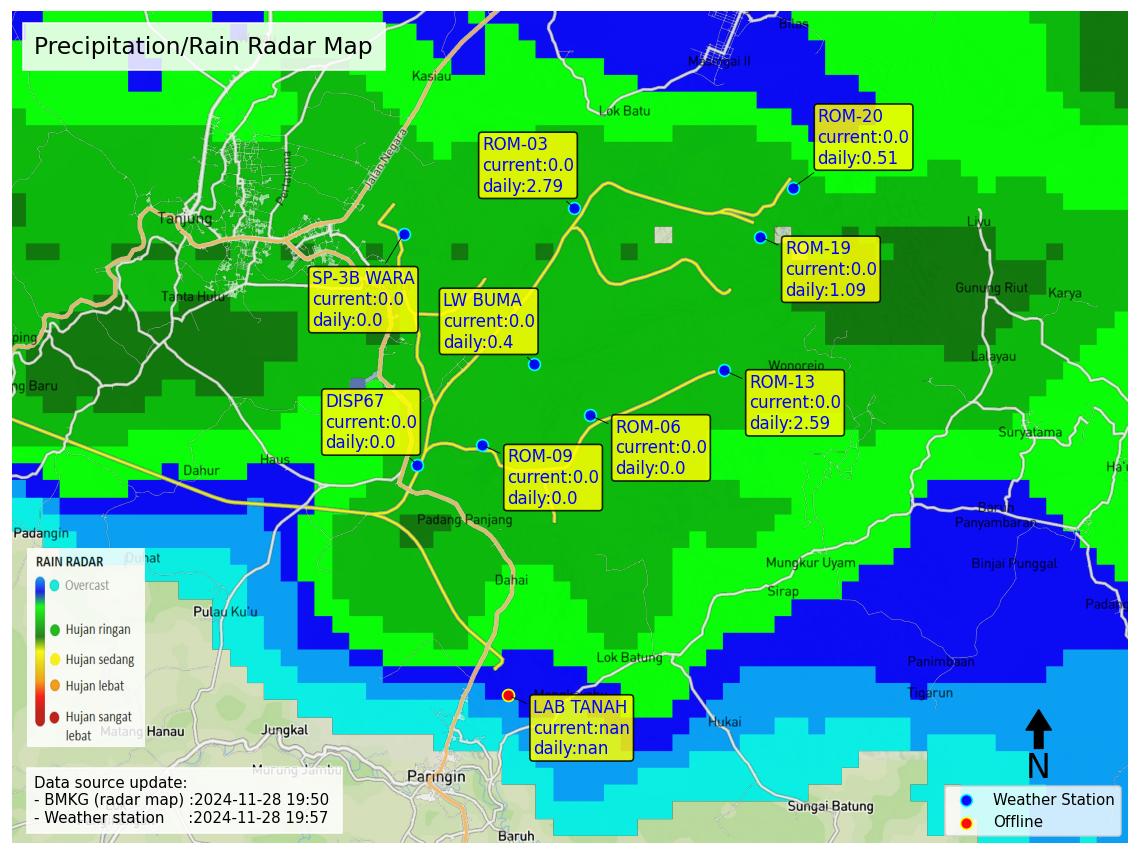 Precipitation/Rain Radar Map
Bilas
Masingai II
Kasiau
Lok Batu
ROM-20
current:0.0
daily:0.51
ROM-03
current:0.0
daily:2.79
Jalan Negara
Pertamina
Tanjung
Liyu
ROM-19
current:0.0
daily:1.09
SP-3B WARA
current:0.0
daily:0.0
Tanta Hulu
LW BUMA
current:0.0
daily:0.4
Gunung Riut
Karya
ping
Lalayau
Wonorejo
ng Baru
ROM-13
current:0.0
daily:2.59
DISP67
current:0.0
daily:0.0
ROM-06
current:0.0
daily:0.0
Suryatama
ROM-09
current:0.0
daily:0.0
Haus
Dahur
Baruh
Panyambaran
Padang Panjang
Padangin
Mungkur Uyam
Binjai Punggal
Dahai
Sirap
Padang
Pulau Ku'u
RAIN RADAR
Overcast
Hujan ringan
Hujan sedang
Hujan lebat
Hujan sangat
lebat
Lok Batung
Panimbaan
Tigarun
LAB TANAH
current:nan
daily:nan
Hukai
Matang Hanau
Jungkal
Murung Jambu
Paringin
N
Data source update:
- BMKG (radar map) :2024-11-28 19:50
- Weather station :2024-11-28 19:57
Sungai Batung
Baruh
Weather Station
Offline